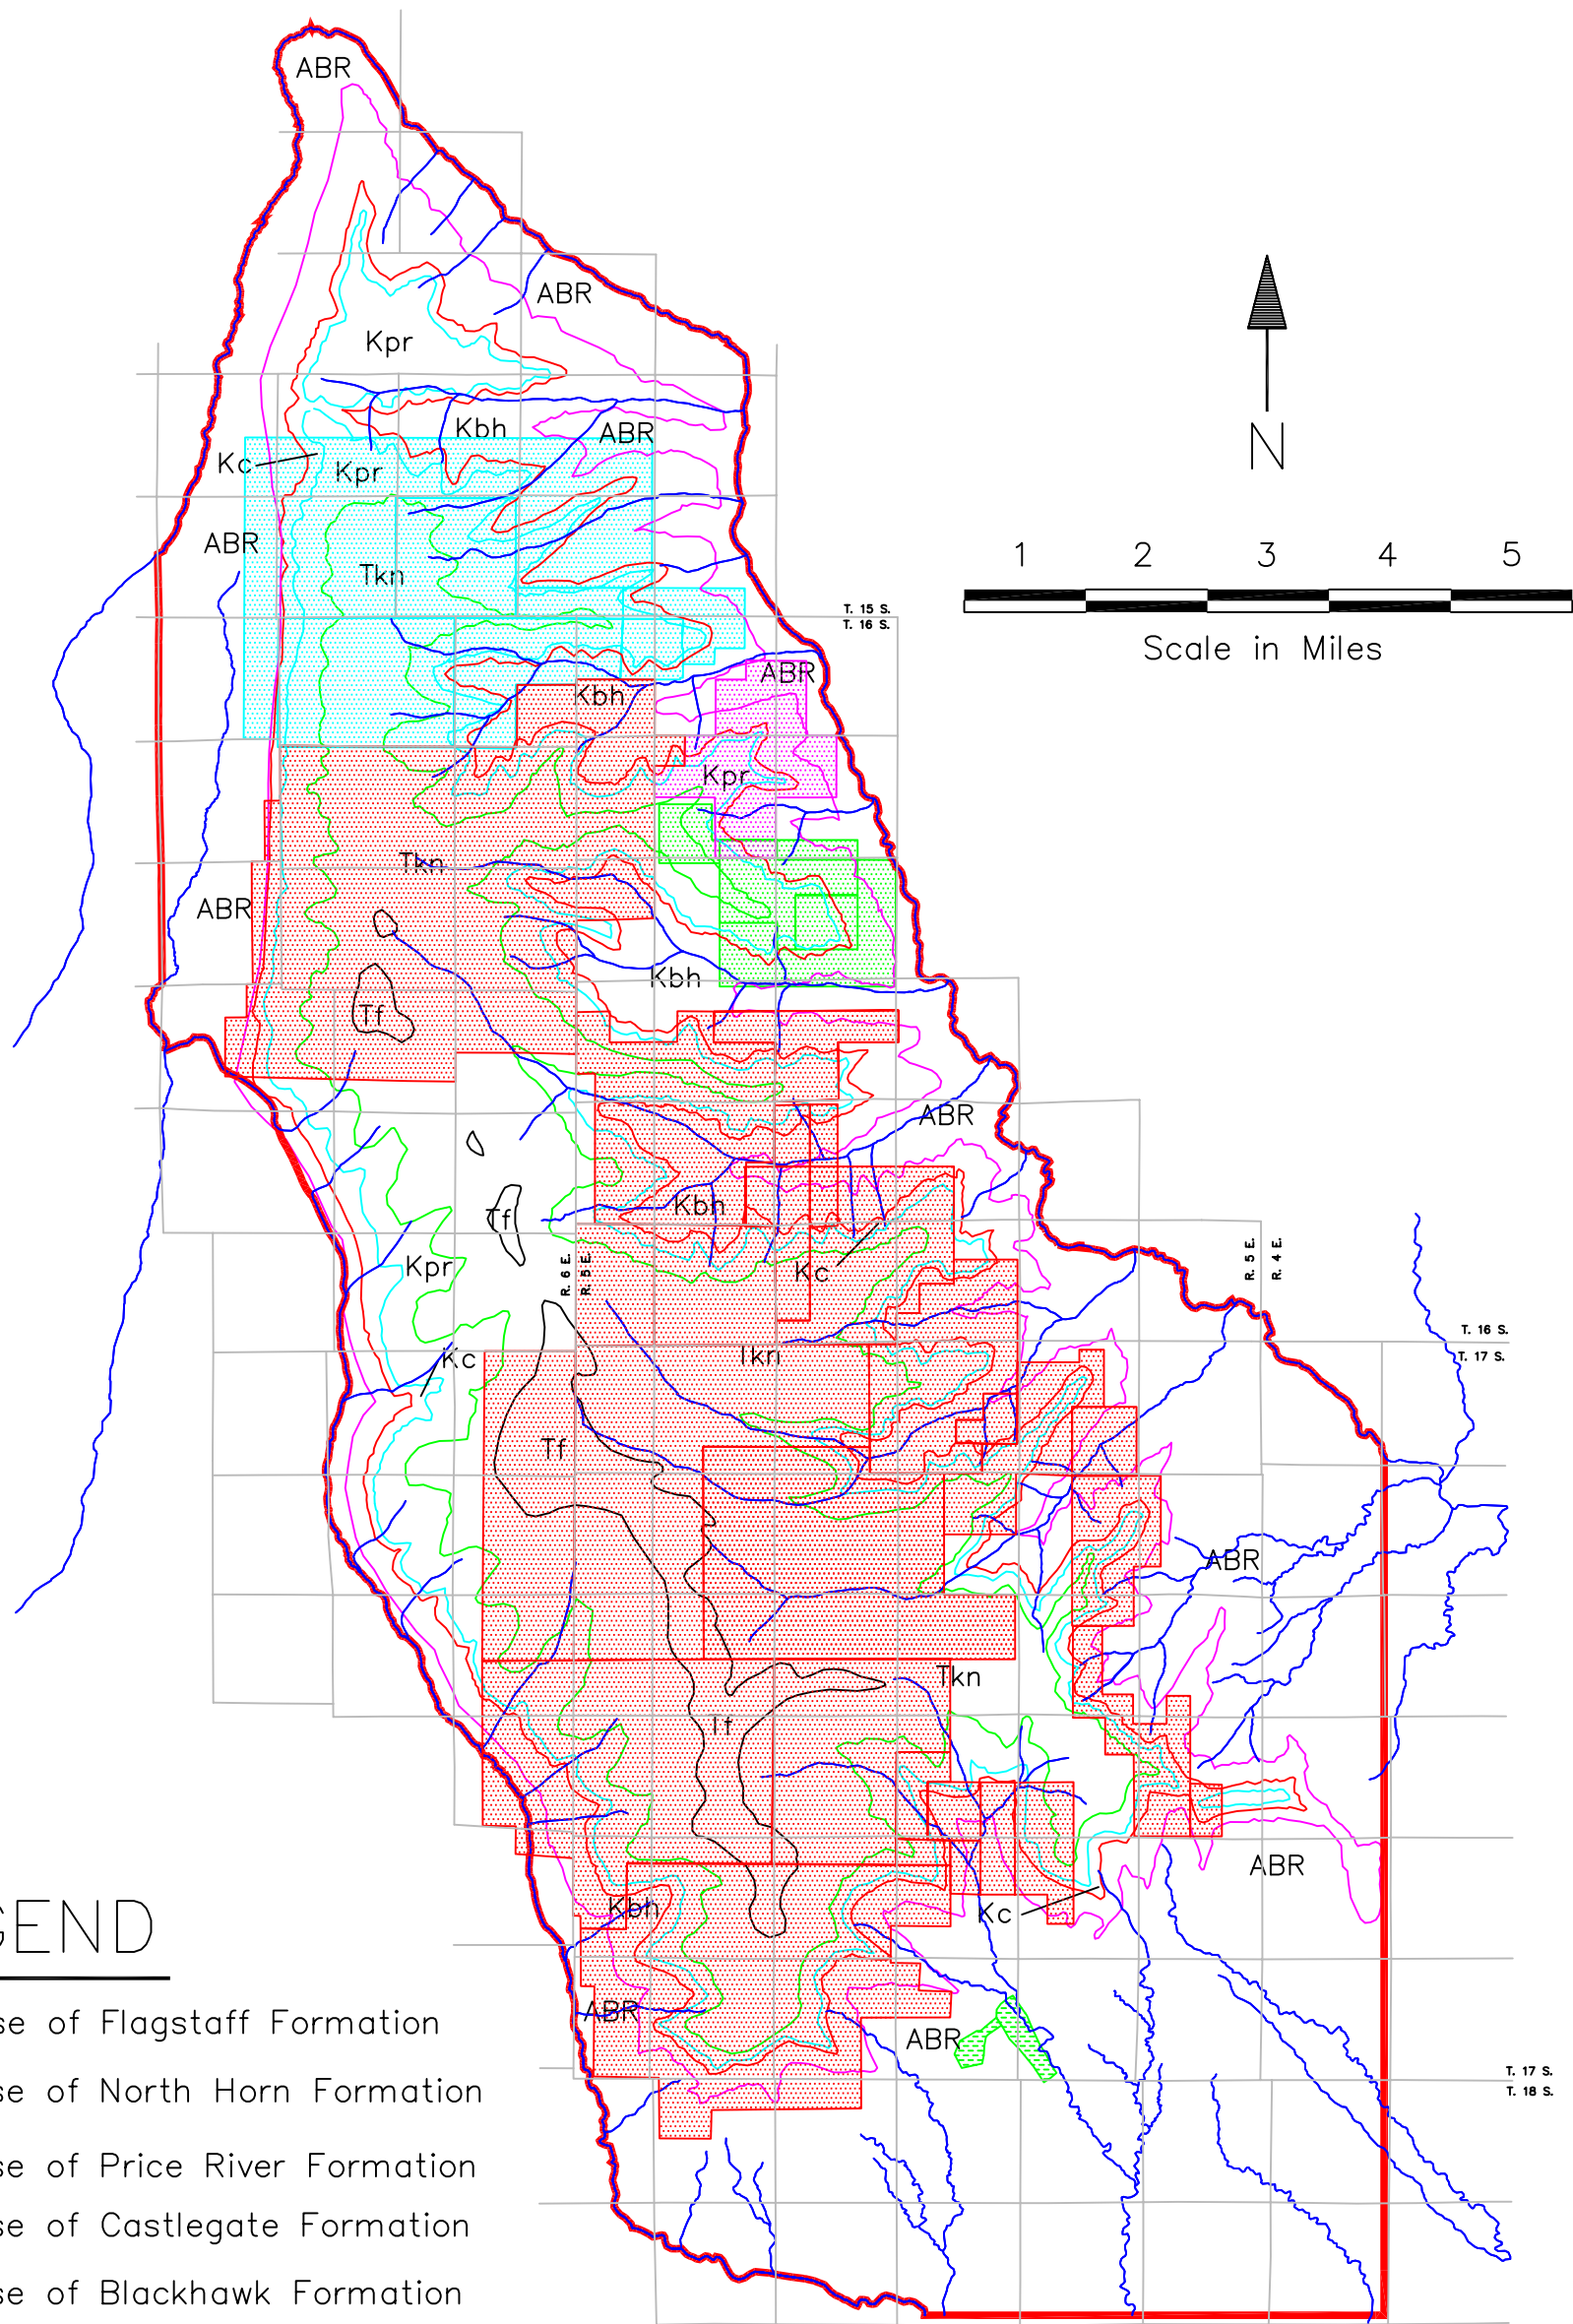 ABR
ABR
N
Kpr
Kbh
ABR
Kc
Kpr
ABR
Tkn
1 2 3 4 5
Scale in Miles
T. 15 S.
T. 16 S.
ABR
Kbh
Kpr
Tkn
ABR
Kbh
Tf
ABR
Kbh
Tf
Kpr
Kc
R. 6 E.
R. 5 E.
R. 5 E.
R. 4 E.
T. 16 S.
T. 17 S.
Kc
Tkn
Tf
ABR
Tkn
Tf
ABR
Kbh
Kc
ABR
ABR
T. 17 S.
T. 18 S.
GEND
se of Flagstaff Formation
se of North Horn Formation
se of Price River Formation
se of Castlegate Formation
se of Blackhawk Formation